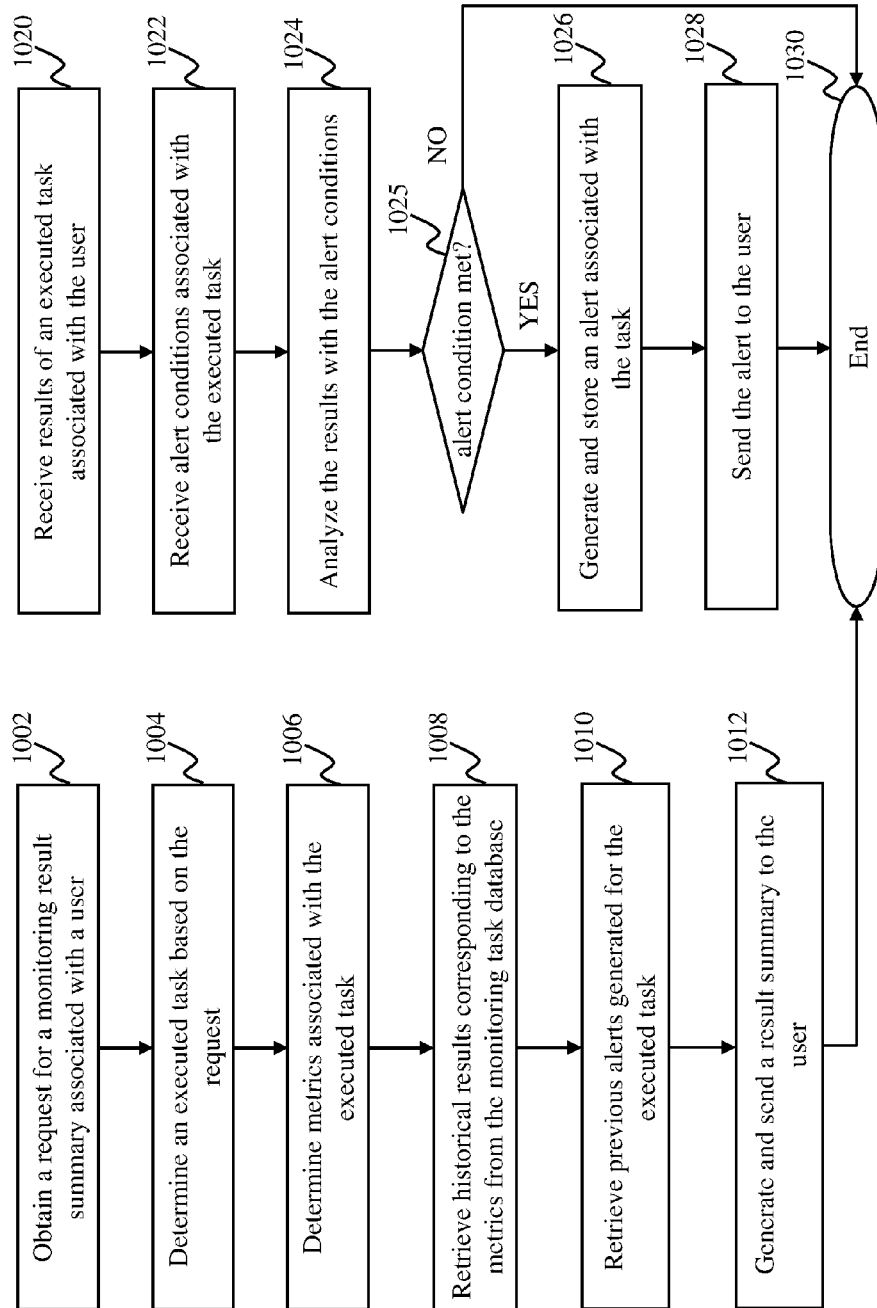 1002
Obtain a request for a monitoring result
summary associated with a user
1004
Determine an executed task based on the
request
1006
Determine metrics associated with the
executed task
1008
Retrieve historical results corresponding to the
metrics from the monitoring task database
1010
Retrieve previous alerts generated for the
executed task
1012
Generate and send a result summary to the
user
1020
Receive results of an executed task
associated with the user
1022
Receive alert conditions associated with
the executed task
1024
Analyze the results with the alert conditions
1025
alert condition met?
NO
YES
1026
Generate and store an alert associated with
the task
1028
Send the alert to the user
1030
End